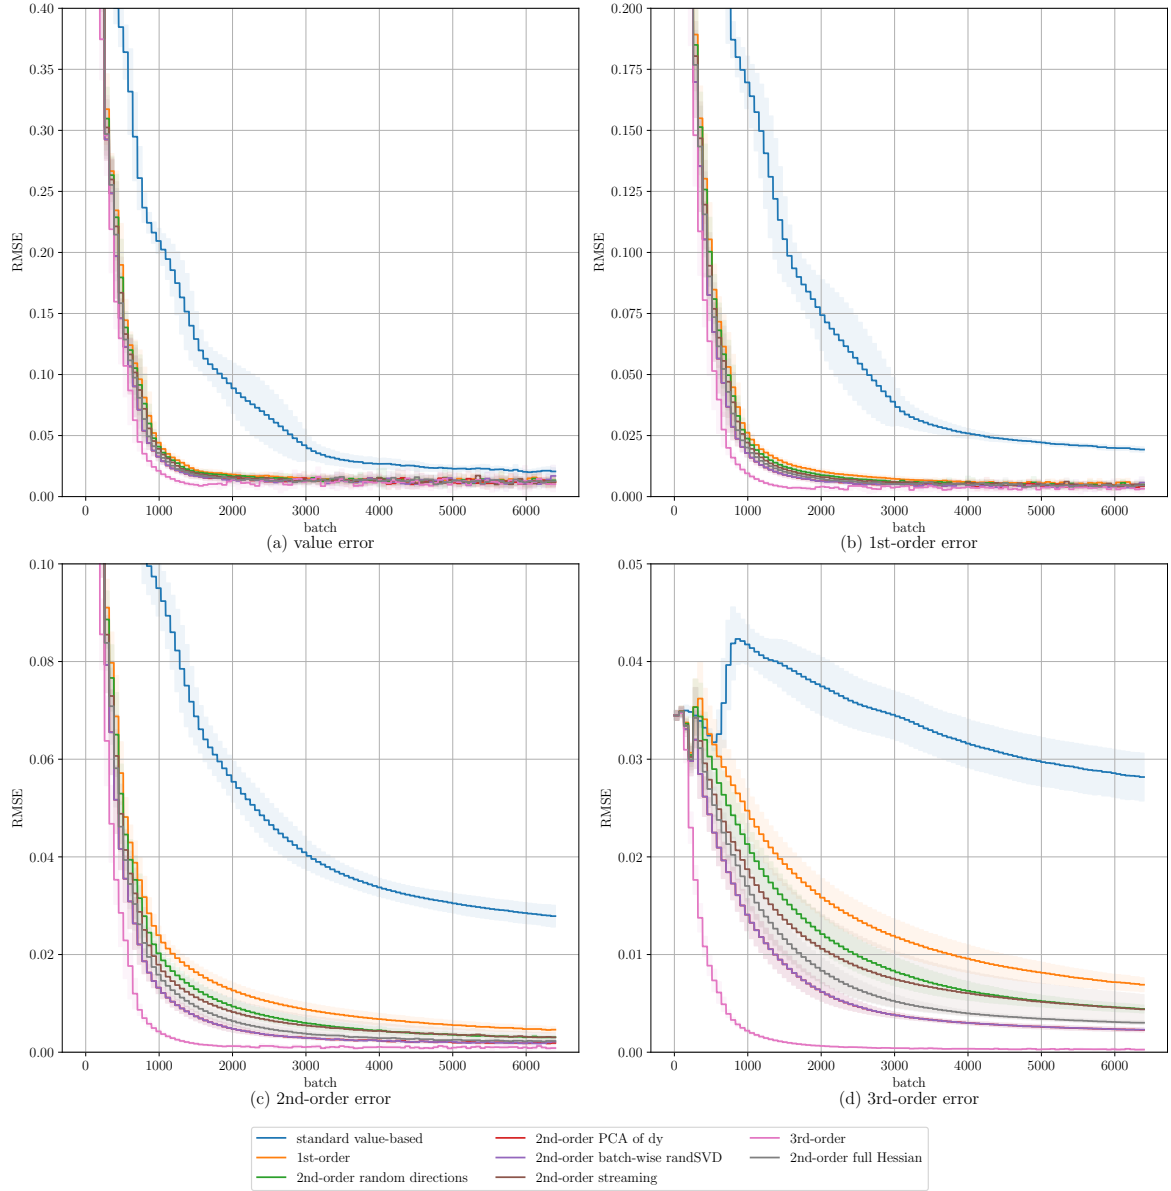 0.40
0.35
0.30
0.25
0.20
0.15
0.10
0.05
0.00
RMSE
0 1000 2000 3000 4000 5000 6000
batch
(a) value error
0.200
0.175
0.150
0.125
0.100
0.075
0.050
0.025
0.000
RMSE
0 1000 2000 3000 4000 5000 6000
batch
(b) 1st-order error
0.10
0.08
0.06
0.04
0.02
0.00
RMSE
0 1000 2000 3000 4000 5000 6000
batch
(c) 2nd-order error
0.05
0.04
0.03
0.02
0.01
0.00
RMSE
0 1000 2000 3000 4000 5000 6000
batch
(d) 3rd-order error
standard value-based
1st-order
2nd-order random directions
2nd-order PCA of dy
2nd-order batch-wise randSVD
2nd-order streaming
3rd-order
2nd-order full Hessian